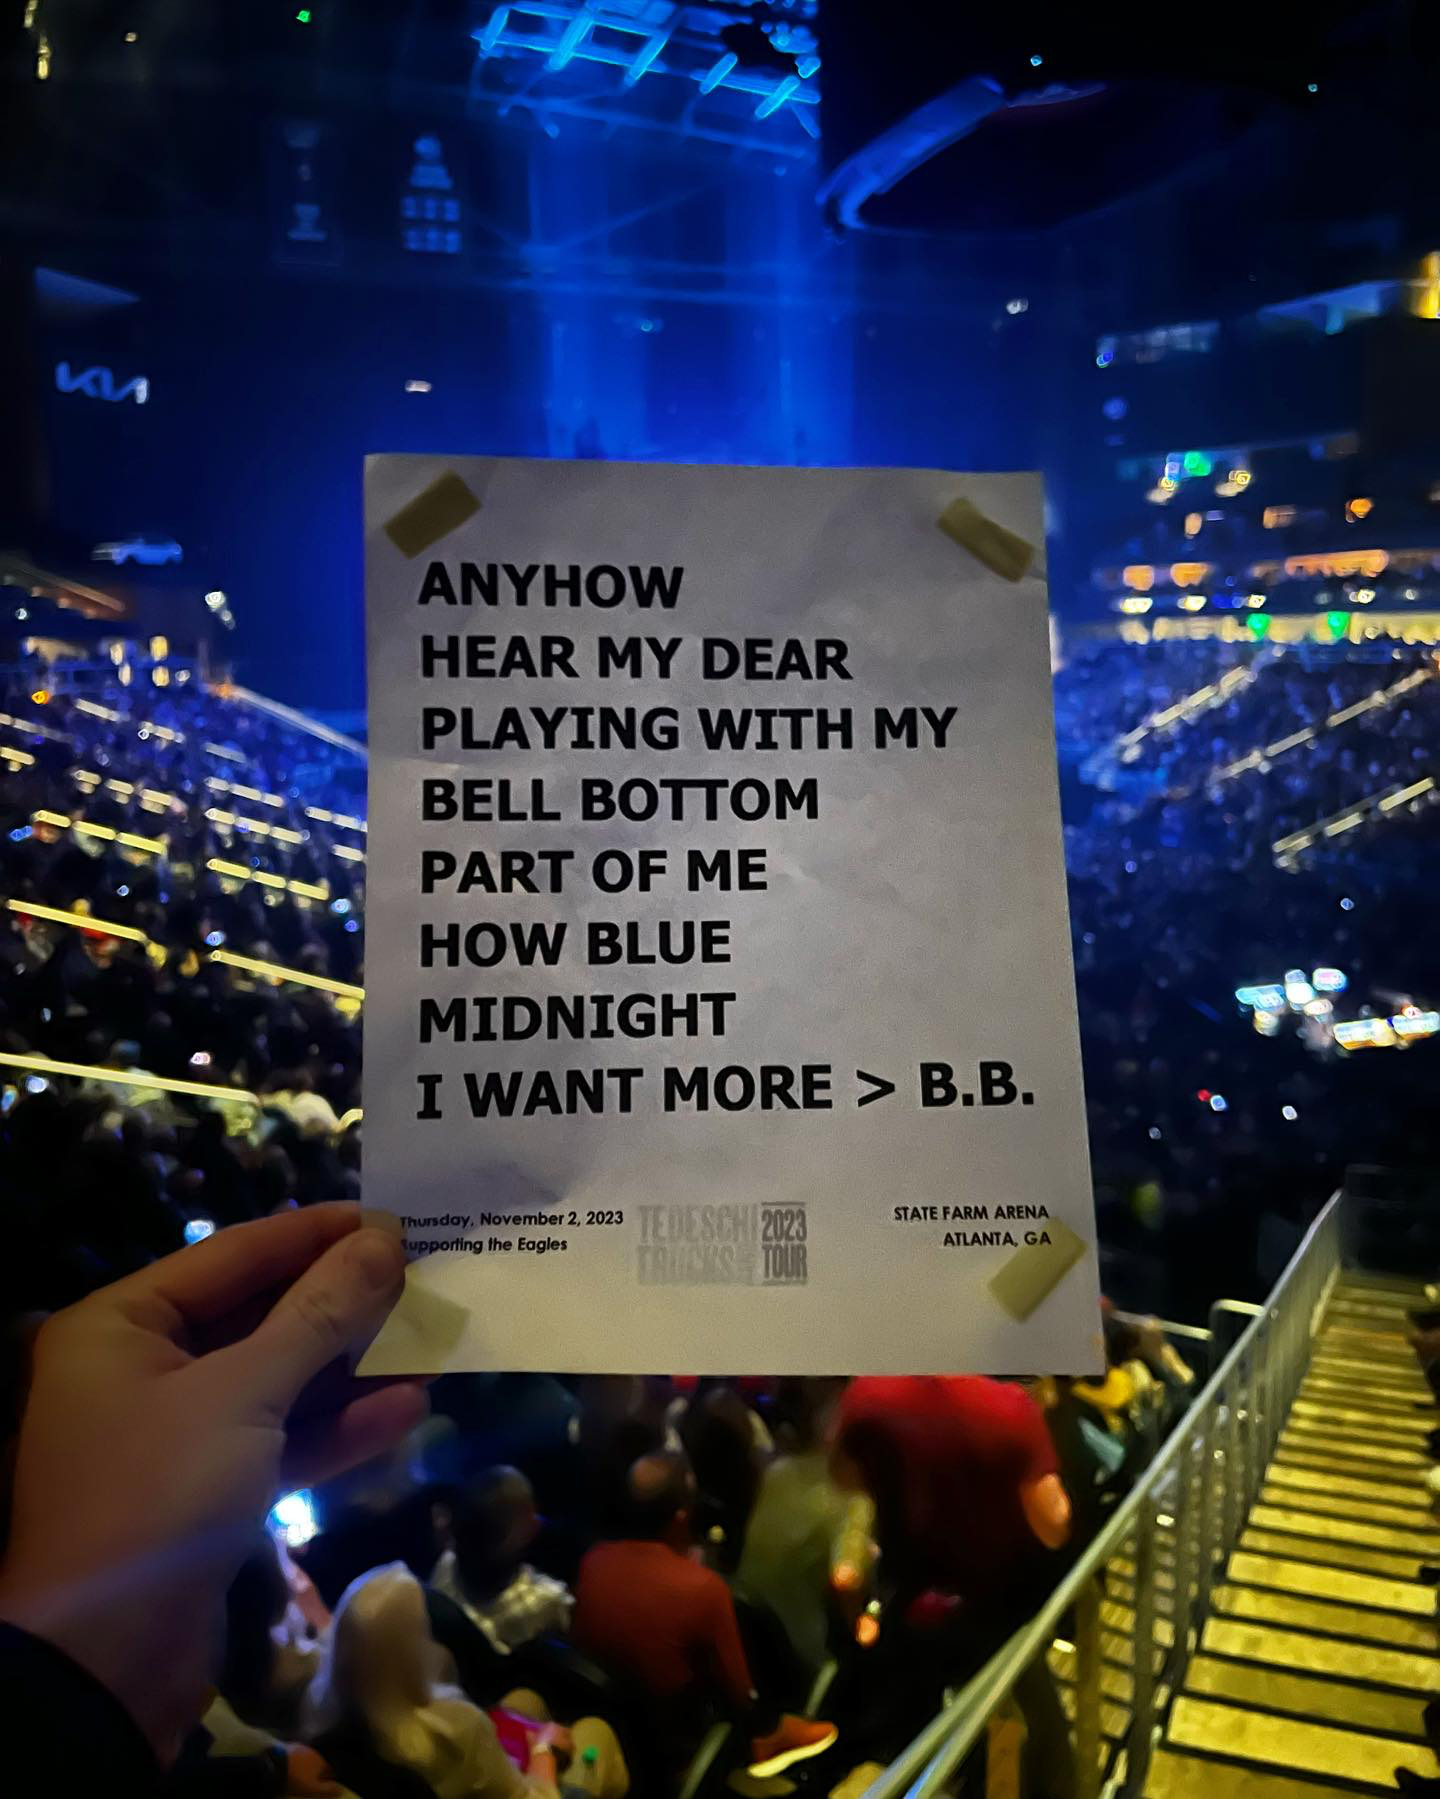 KIA
ANYHOW
HEAR MY DEAR
PLAYING WITH MY
BELL BOTTOM
PART OF ME
HOW BLUE
MIDNIGHT
I WANT MORE > B.B.
Thursday, November 2, 2023
Supporting the Eagles
TEDESCHI
TRUCKS
2023
TOUR
STATE FARM ARENA
ATLANTA, GA